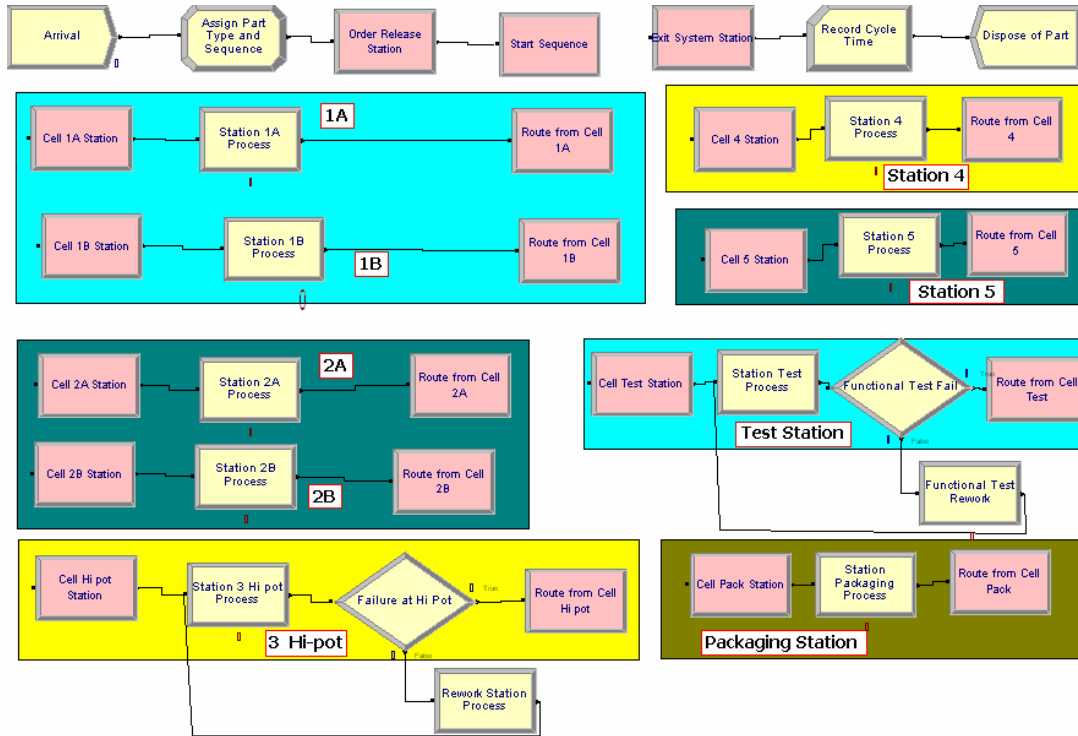 Arrival
Assign Part
Type and
Sequence
Order Release
Station
Start Sequence
Exit System Station
Record Cycle
Time
Dispose of Part
1A
Cell 1A Station
Station 1A
Process
Route from Cell
1A
Cell 1B Station
Station 1B
Process
1B
Route from Cell
1B
Cell 4 Station
Station 4
Process
Route from Cell
4
Station 4
Cell 5 Station
Station 5
Process
Route from Cell
5
Station 5
2A
Cell 2A Station
Station 2A
Process
Route from Cell
2A
Cell 2B Station
Station 2B
Process
2B
Route from Cell
2B
Cell Test Station
Station Test
Process
Functional Test Fail
True
False
Route from Cell
Test
Test Station
Functional Test
Rework
Cell Hi pot
Station
Station 3 Hi pot
Process
Failure at Hi Pot
True
False
Route from Cell
Hi pot
3 Hi-pot
Rework Station
Process
Cell Pack Station
Station
Packaging
Process
Route from Cell
Pack
Packaging Station